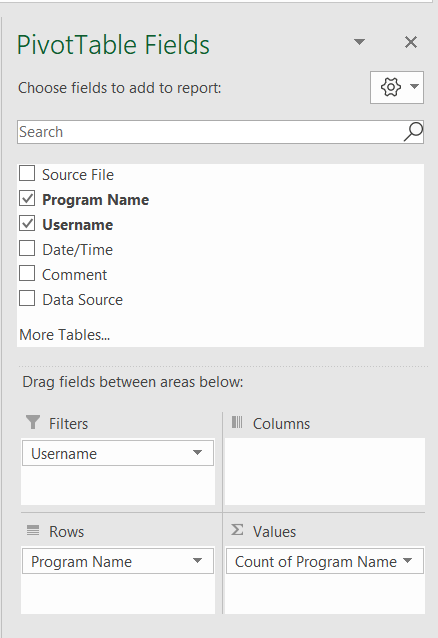 PivotTable Fields
Choose fields to add to report:
Search
Source File
Program Name
Username
Date/Time
Comment
Data Source
More Tables...
Drag fields between areas below:
Filters
Username
Columns
Rows
Program Name
Σ Values
Count of Program Name